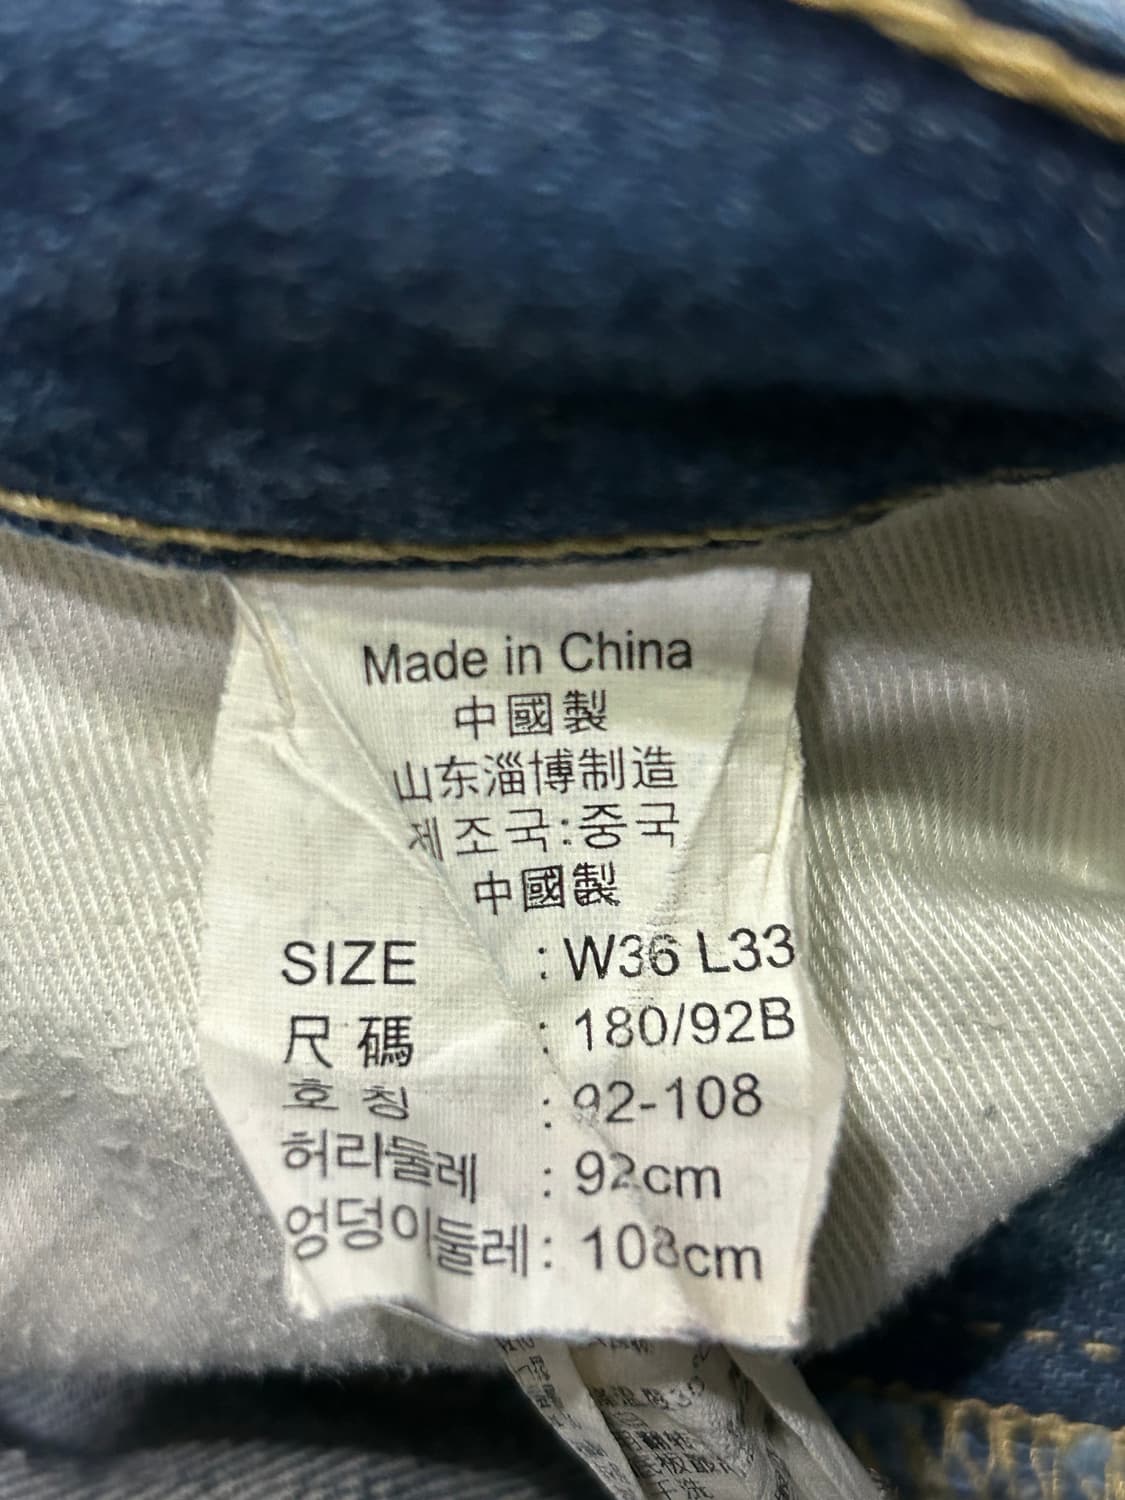 Made in China
中國製
山东淄博制造
제조국:중국
中國製
SIZE : W36 L33
尺碼 : 180/92B
호칭 : 92-108
허리둘레 : 92cm
엉덩이둘레 : 108cm
干洗